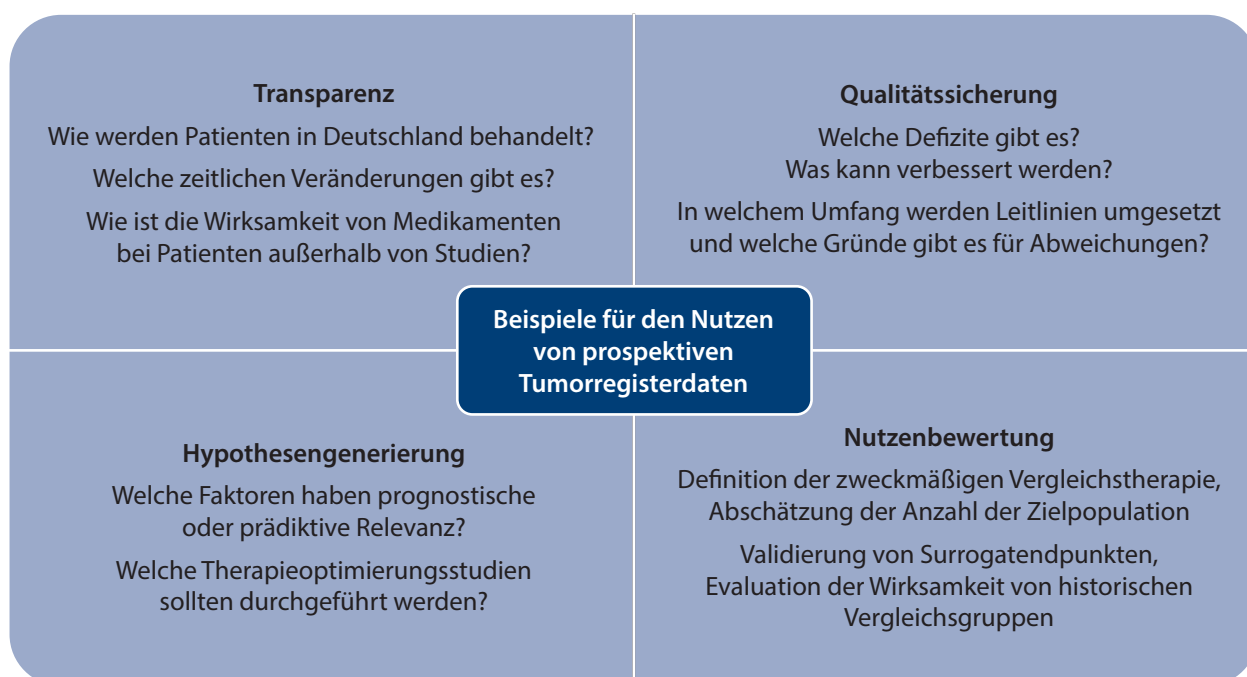 Transparenz
Wie werden Patienten in Deutschland behandelt?
Welche zeitlichen Veränderungen gibt es?
Wie ist die Wirksamkeit von Medikamenten
bei Patienten außerhalb von Studien?
Qualitätssicherung
Welche Defizite gibt es?
Was kann verbessert werden?
In welchem Umfang werden Leitlinien umgesetzt
und welche Gründe gibt es für Abweichungen?
Beispiele für den Nutzen
von prospektiven
Tumorregisterdaten
Hypothesengenerierung
Welche Faktoren haben prognostische
oder prädiktive Relevanz?
Welche Therapieoptimierungsstudien
sollten durchgeführt werden?
Nutzenbewertung
Definition der zweckmäßigen Vergleichstherapie,
Abschätzung der Anzahl der Zielpopulation
Validierung von Surrogatendpunkten,
Evaluation der Wirksamkeit von historischen
Vergleichsgruppen